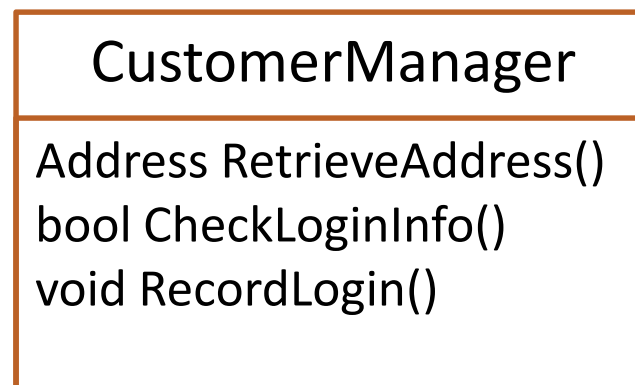 CustomerManager
Address RetrieveAddress()
bool CheckLoginInfo()
void RecordLogin()